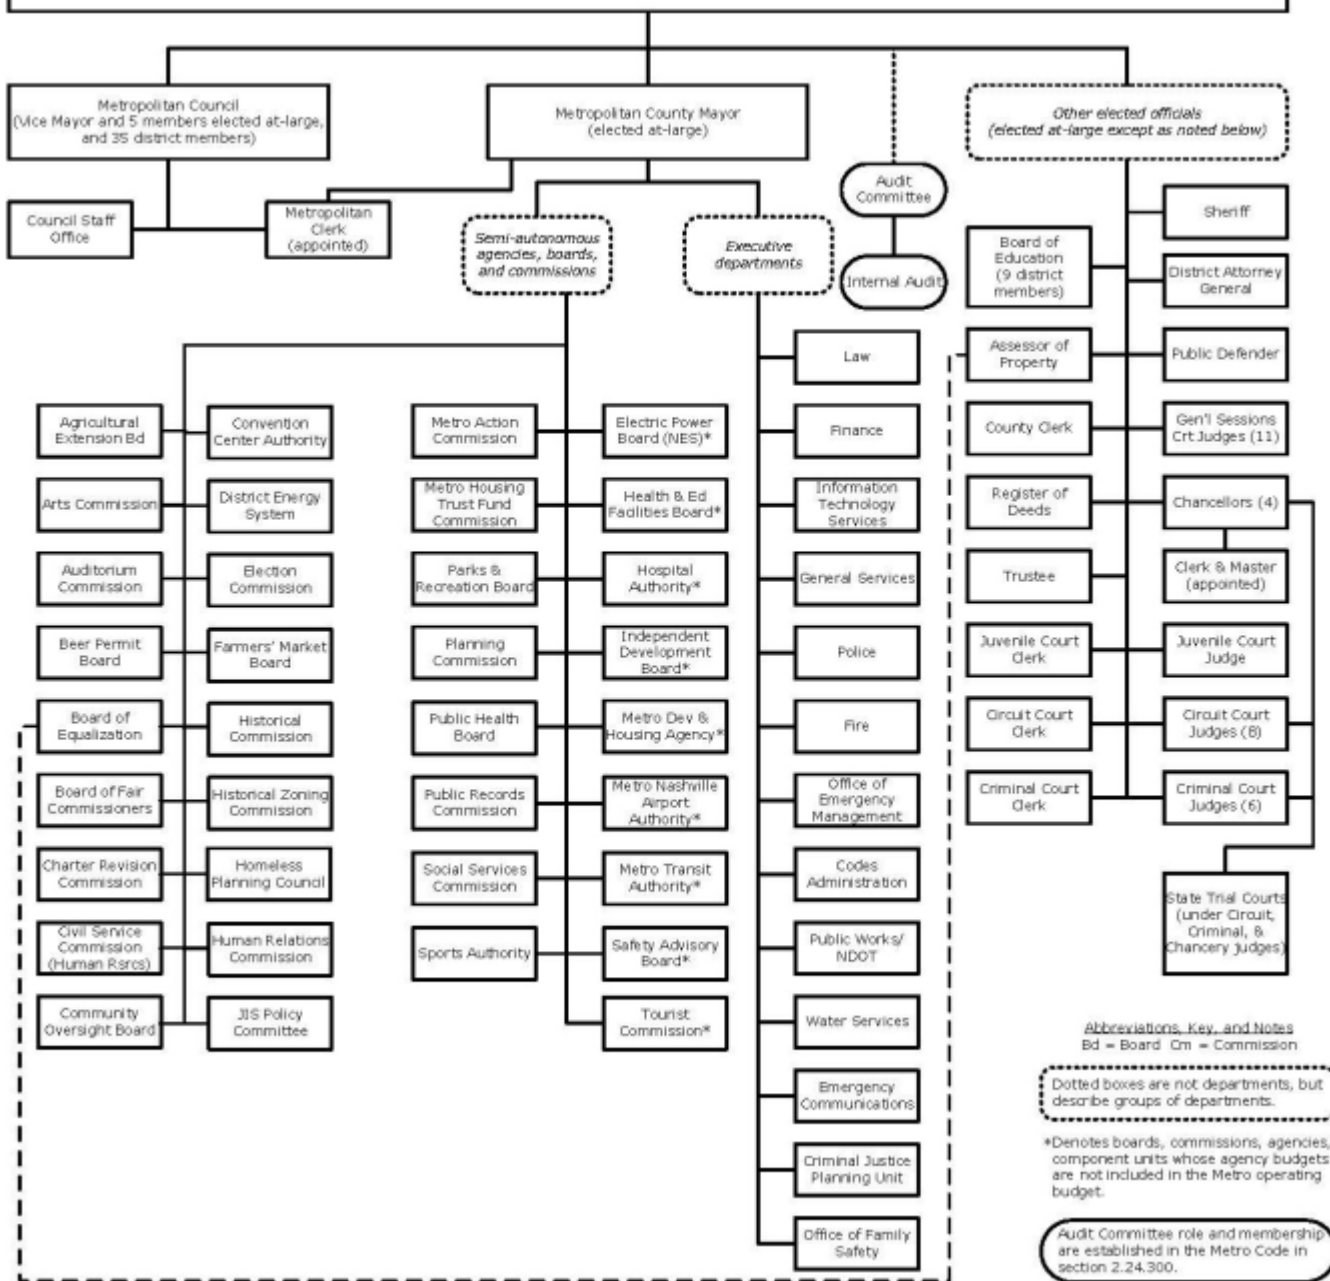 Metropolitan Council
(Vice Mayor and 5 members elected at-large,
and 35 district members)
Metropolitan County Mayor
(elected at-large)
Other elected officials
(elected at-large except as noted below)
Council Staff
Office
Metropolitan
Clerk
(appointed)
Semi-autonomous
agencies, boards,
and commissions
Executive
departments
Audit
Committee
Internal Audit
Agricultural
Extension Bd
Arts Commission
Auditorium
Commission
Beer Permit
Board
Board of
Equalization
Board of Fair
Commissioners
Charter Revision
Commission
Civil Service
Commission
(Human Rsrcs)
Community
Oversight Board
Convention
Center Authority
District Energy
System
Election
Commission
Farmers' Market
Board
Historical
Commission
Historical Zoning
Commission
Homeless
Planning Council
Human Relations
Commission
JIS Policy
Committee
Metro Action
Commission
Metro Housing
Trust Fund
Commission
Parks &
Recreation Board
Planning
Commission
Public Health
Board
Public Records
Commission
Social Services
Commission
Sports Authority
Electric Power
Board (NES)*
Health & Ed
Facilities Board*
Hospital
Authority*
Independent
Development
Board*
Metro Dev &
Housing Agency*
Metro Nashville
Airport
Authority*
Metro Transit
Authority*
Safety Advisory
Board*
Tourist
Commission*
Law
Finance
Information
Technology
Services
General Services
Police
Fire
Office of
Emergency
Management
Codes
Administration
Public Works/
NDOT
Water Services
Emergency
Communications
Criminal Justice
Planning Unit
Office of Family
Safety
Board of
Education
(9 district
members)
Assessor of
Property
County Clerk
Register of
Deeds
Trustee
Juvenile Court
Clerk
Circuit Court
Clerk
Criminal Court
Clerk
Sheriff
District Attorney
General
Public Defender
Gen'l Sessions
Crt Judges (11)
Chancellors (4)
Clerk & Master
(appointed)
Juvenile Court
Judge
Circuit Court
Judges (8)
Criminal Court
Judges (6)
State Trial Courts
(under Circuit,
Criminal, &
Chancery judges)
Abbreviations, Key, and Notes
Bd = Board Cm = Commission
Dotted boxes are not departments, but
describe groups of departments.
*Denotes boards, commissions, agencies,
component units whose agency budgets
are not included in the Metro operating
budget.
Audit Committee role and membership
are established in the Metro Code in
section 2.24.300.